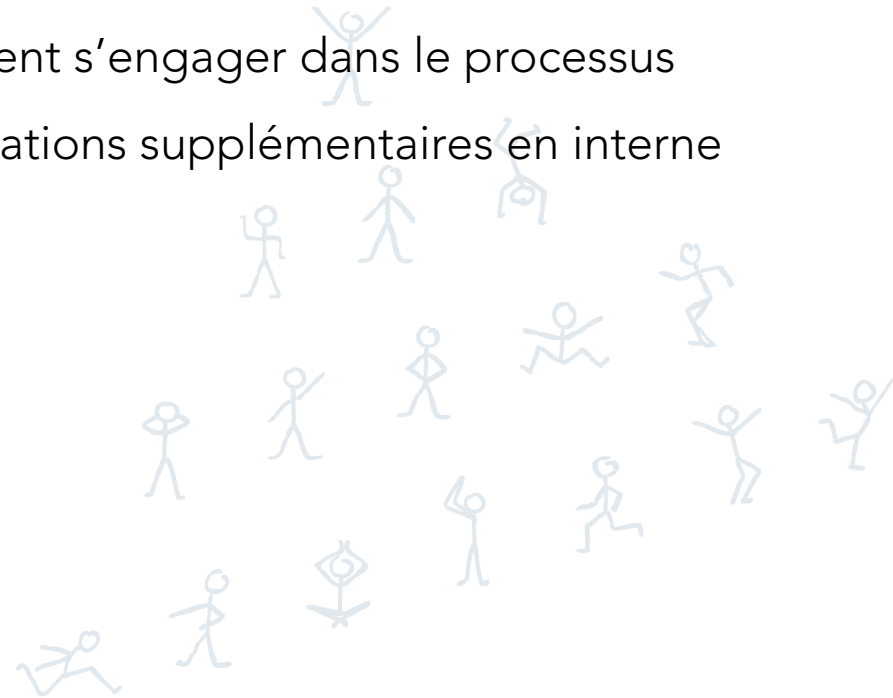 ent s’engager dans le processus
ations supplémentaires en interne